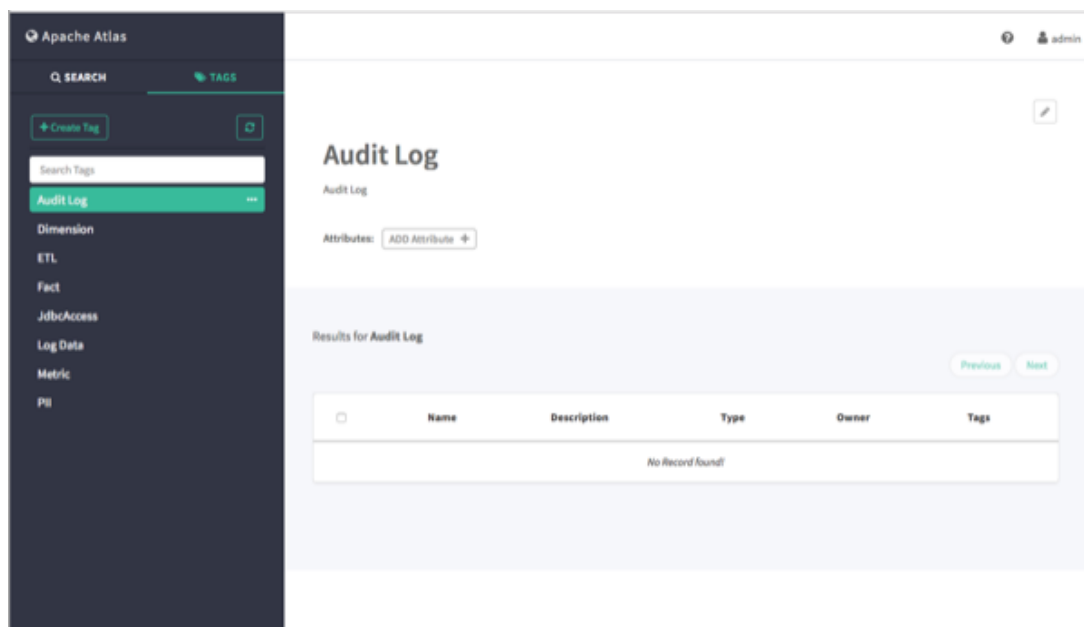 Apache Atlas
admin
SEARCH
TAGS
+ Create Tag
Search Tags
Audit Log
Dimension
ETL
Fact
JdbcAccess
Log Data
Metric
PII
Audit Log
Audit Log
Attributes: ADD Attribute +
Results for Audit Log
Previous Next
Name Description Type Owner Tags
No Record found!